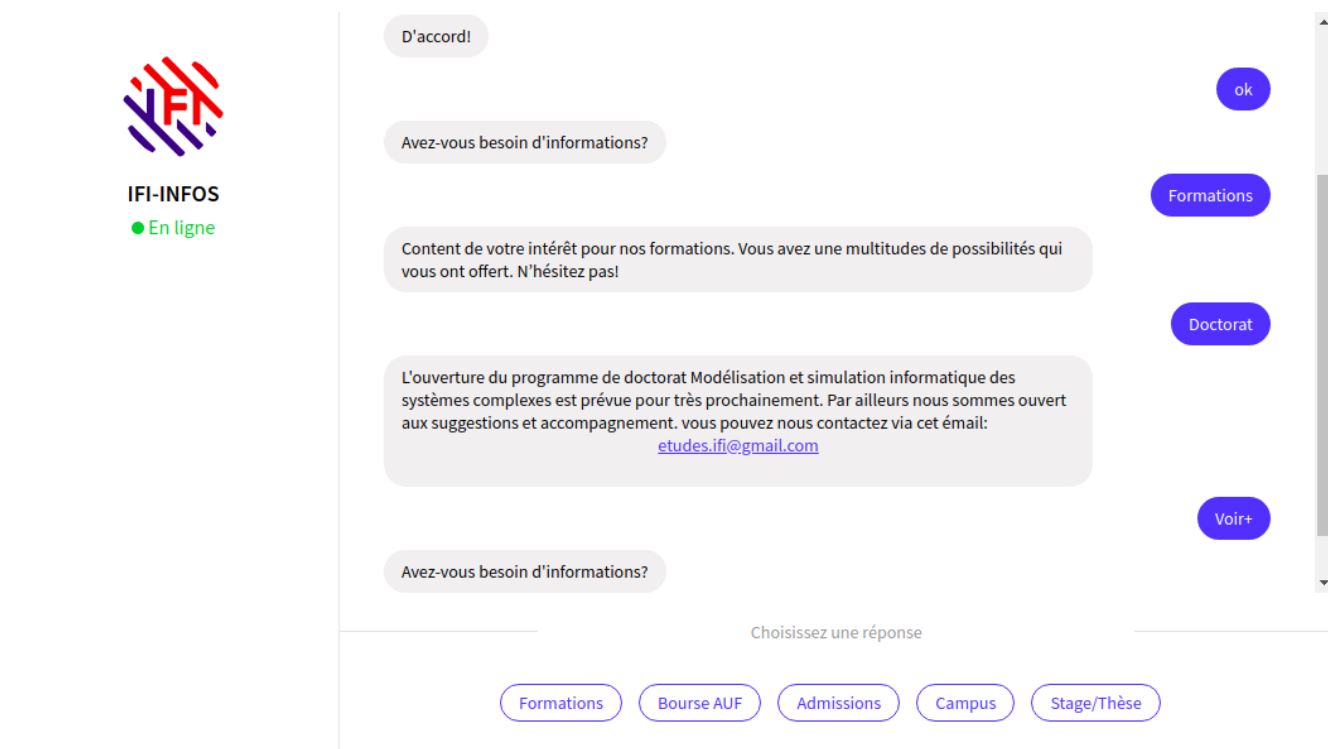 D'accord!
ok
Avez-vous besoin d'informations?
Formations
Content de votre intérêt pour nos formations. Vous avez une multitudes de possibilités qui
vous ont offert. N'hésitez pas!
Doctorat
L'ouverture du programme de doctorat Modélisation et simulation informatique des
systèmes complexes est prévue pour très prochainement. Par ailleurs nous sommes ouvert
aux suggestions et accompagnement. vous pouvez nous contactez via cet émail:
etudes.ifi@gmail.com
Voir+
Avez-vous besoin d'informations?
Choisissez une réponse
Formations
Bourse AUF
Admissions
Campus
Stage/Thèse
IFI
IFI-INFOS
En ligne